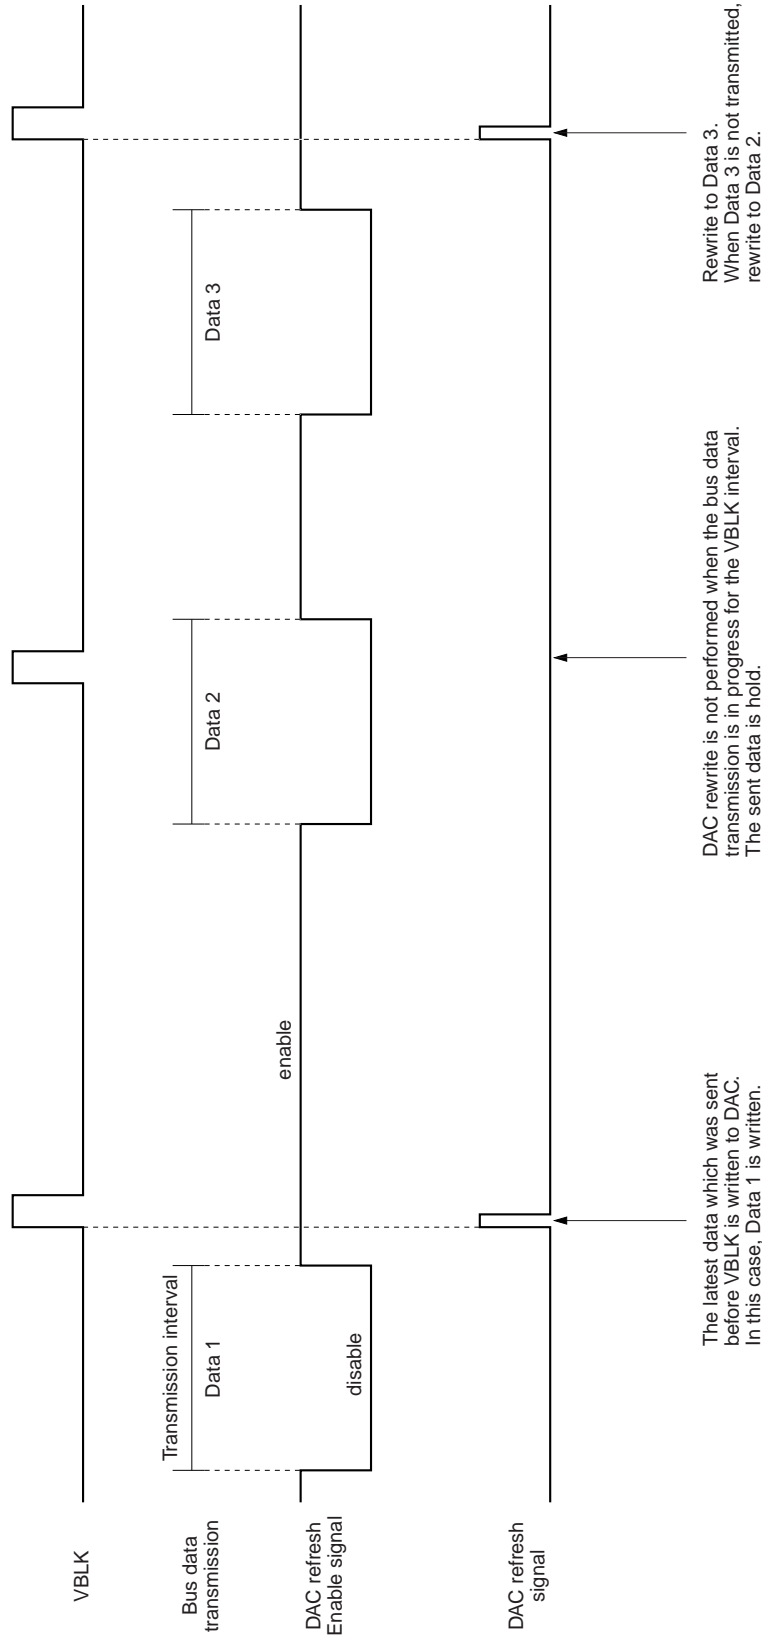 VBLK
Bus data
transmission
Transmission interval
Data 1
Data 2
Data 3
DAC refresh
Enable signal
disable
enable
DAC refresh
signal
The latest data which was sent
before VBLK is written to DAC.
In this case, Data 1 is written.
DAC rewrite is not performed when the bus data
transmission is in progress for the VBLK interval.
The sent data is hold.
Rewrite to Data 3.
When Data 3 is not transmitted,
rewrite to Data 2.